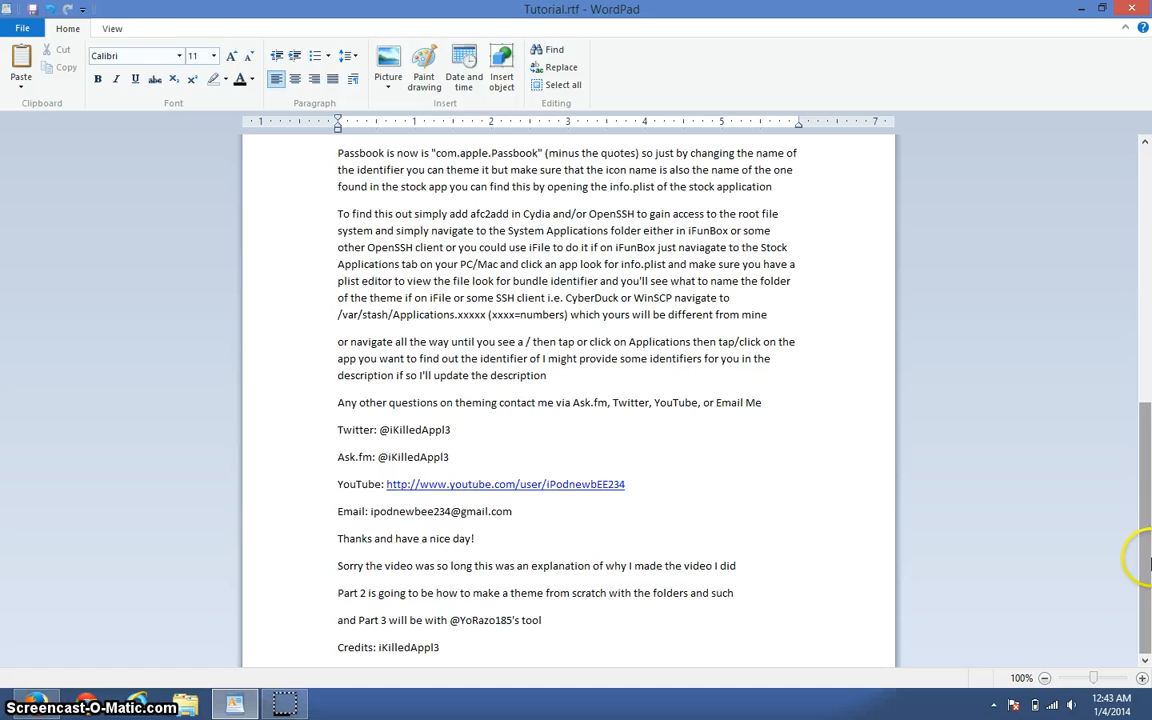 Tutorial.rtf - WordPad
File
Home
View
Paste
Cut
Copy
Clipboard
Calibri
11
B I U abc X₂ X² A
Font
Paragraph
Picture
Paint drawing
Date and time
Insert object
Insert
Find
Replace
Select all
Editing
1 1 2 3 4 5 7
Passbook is now is "com.apple.Passbook" (minus the quotes) so just by changing the name of
the identifier you can theme it but make sure that the icon name is also the name of the one
found in the stock app you can find this by opening the info.plist of the stock application
To find this out simply add afc2add in Cydia and/or OpenSSH to gain access to the root file
system and simply navigate to the System Applications folder either in iFunBox or some
other OpenSSH client or you could use iFile to do it if on iFunBox just naviagate to the Stock
Applications tab on your PC/Mac and click an app look for info.plist and make sure you have a
plist editor to view the file look for bundle identifier and you'll see what to name the folder
of the theme if on iFile or some SSH client i.e. CyberDuck or WinSCP navigate to
/var/stash/Applications.xxxxx (xxxx=numbers) which yours will be different from mine
or navigate all the way until you see a / then tap or click on Applications then tap/click on the
app you want to find out the identifier of I might provide some identifiers for you in the
description if so I'll update the description
Any other questions on theming contact me via Ask.fm, Twitter, YouTube, or Email Me
Twitter: @iKilledAppl3
Ask.fm: @iKilledAppl3
YouTube: http://www.youtube.com/user/iPodnewbEE234
Email: ipodnewbee234@gmail.com
Thanks and have a nice day!
Sorry the video was so long this was an explanation of why I made the video I did
Part 2 is going to be how to make a theme from scratch with the folders and such
and Part 3 will be with @YoRazo185's tool
Credits: iKilledAppl3
100%
Screencast-O-Matic.com
12:43 AM
1/4/2014